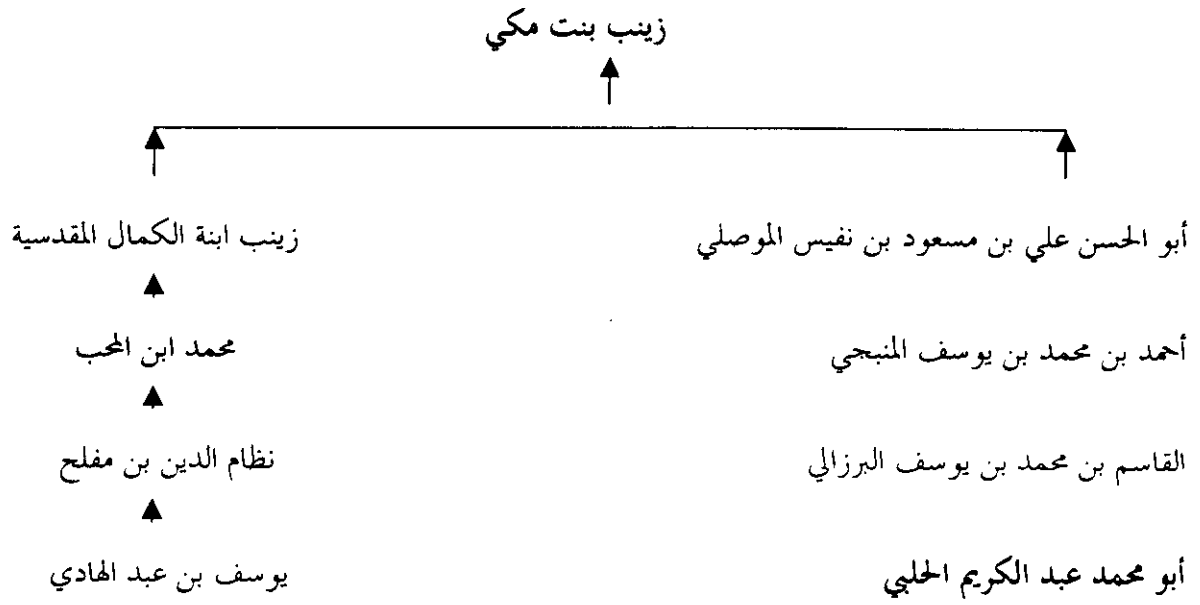 زينب بنت مكي
أبو الحسن علي بن مسعود بن نفيس الموصلي
زينب ابنة الكمال المقدسية
أحمد بن محمد بن يوسف المنبجي
محمد ابن المحب
القاسم بن محمد بن يوسف البرزالي
نظام الدين بن مفلح
أبو محمد عبد الكريم الحلبي
يوسف بن عبد الهادي